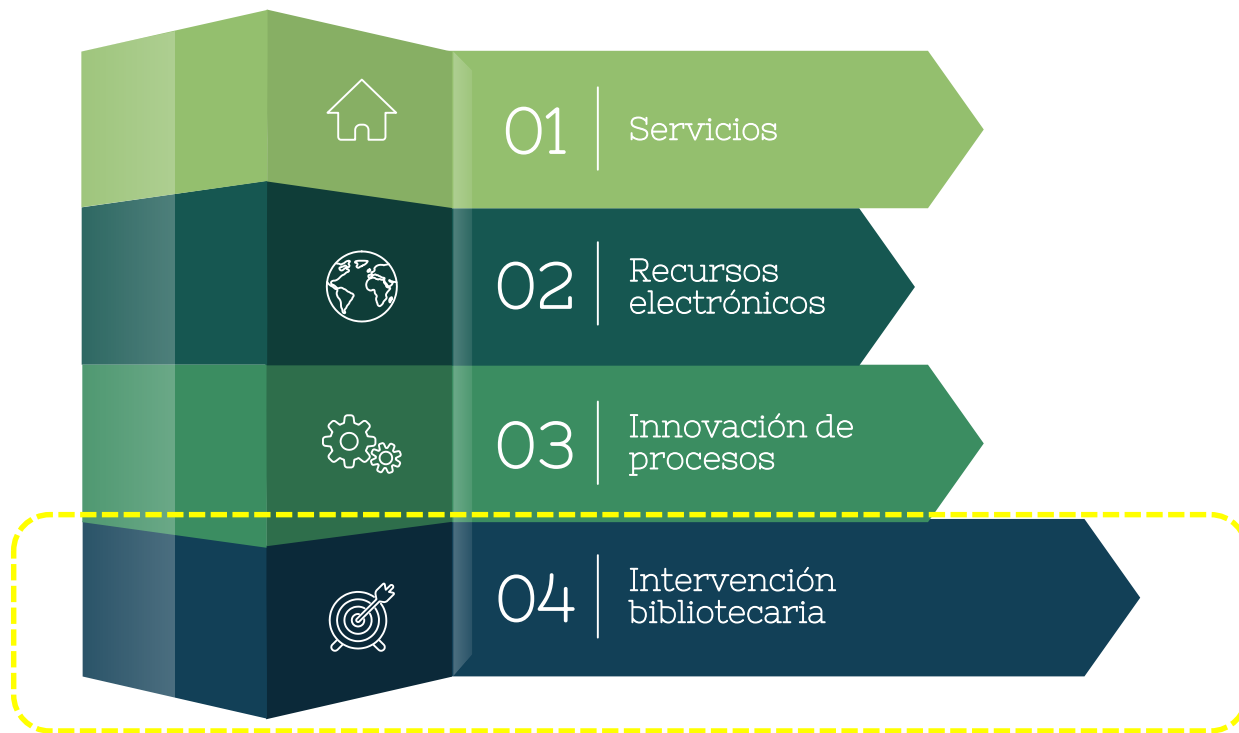 01
Servicios
02
Recursos
electrónicos
03
Innovación de
procesos
04
Intervención
bibliotecaria